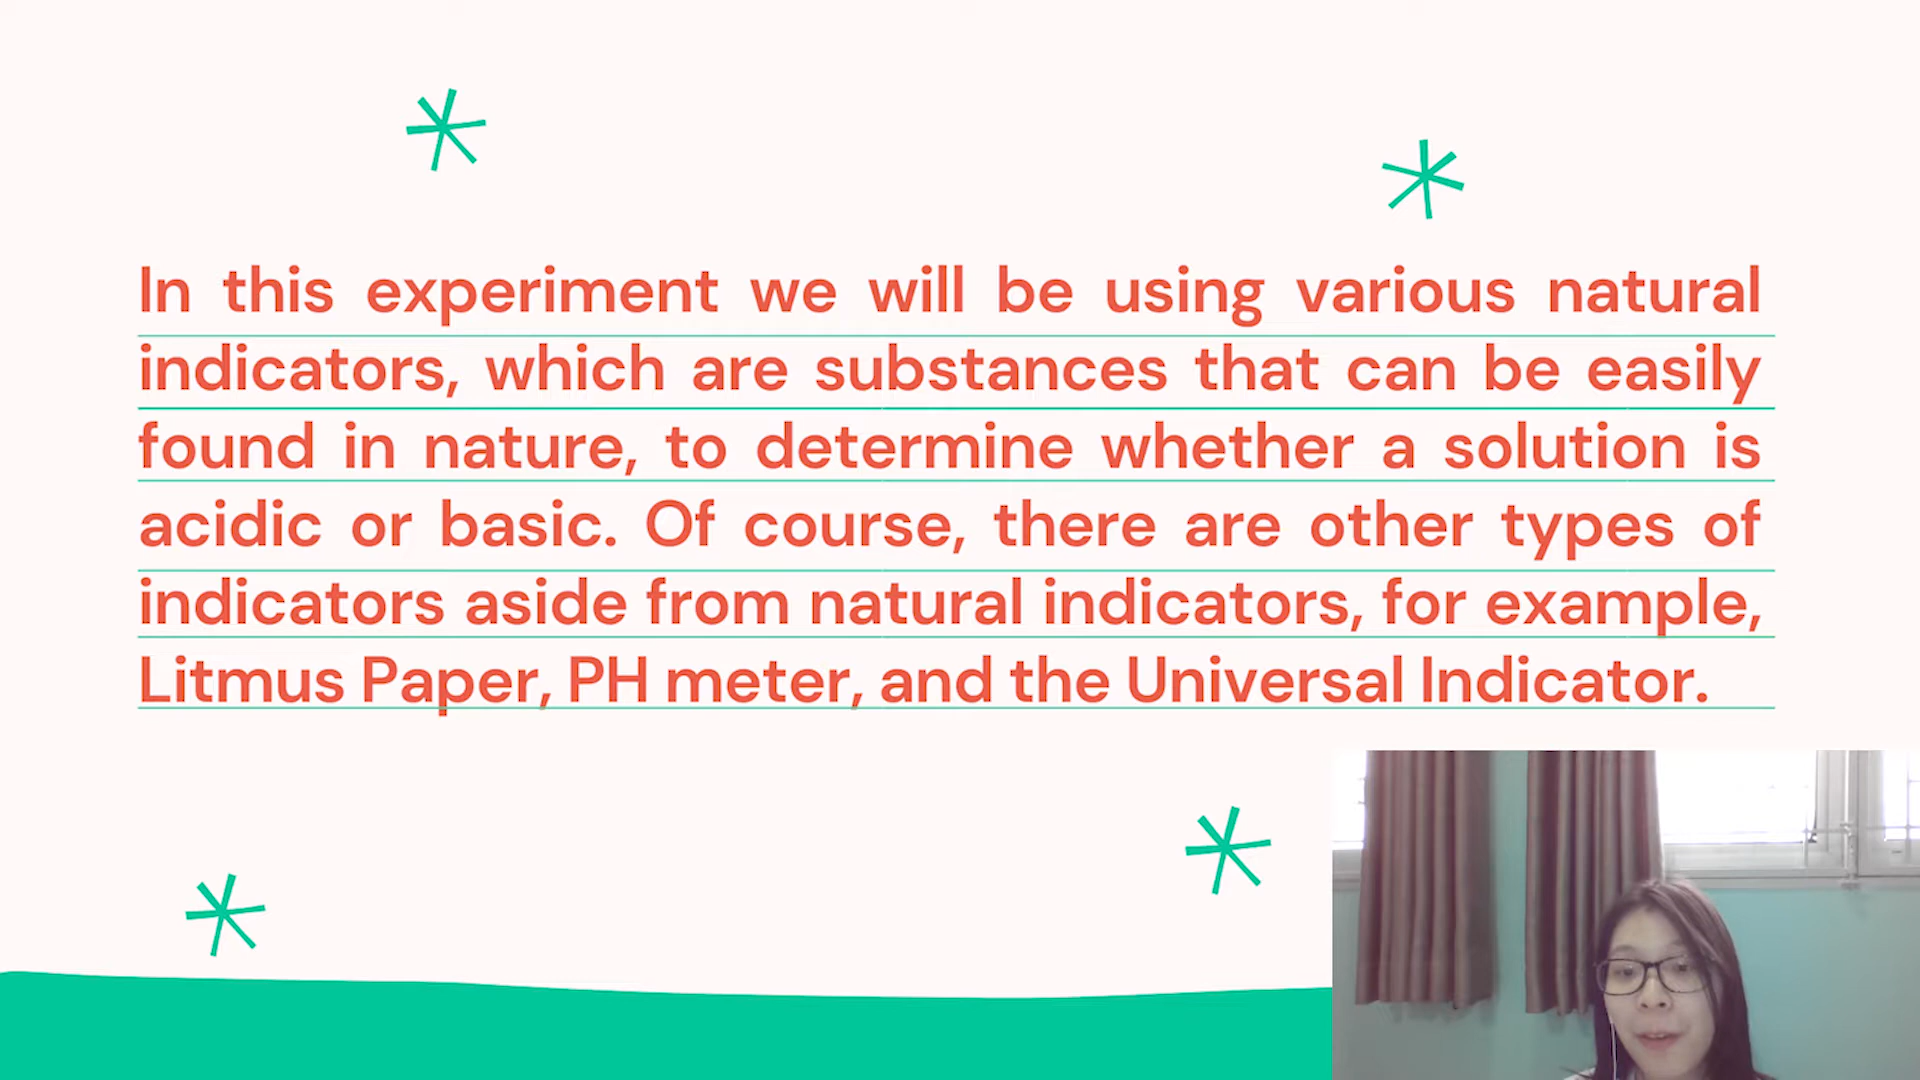 In this experiment we will be using various natural
indicators, which are substances that can be easily
found in nature, to determine whether a solution is
acidic or basic. Of course, there are other types of
indicators aside from natural indicators, for example,
Litmus Paper, PH meter, and the Universal Indicator.